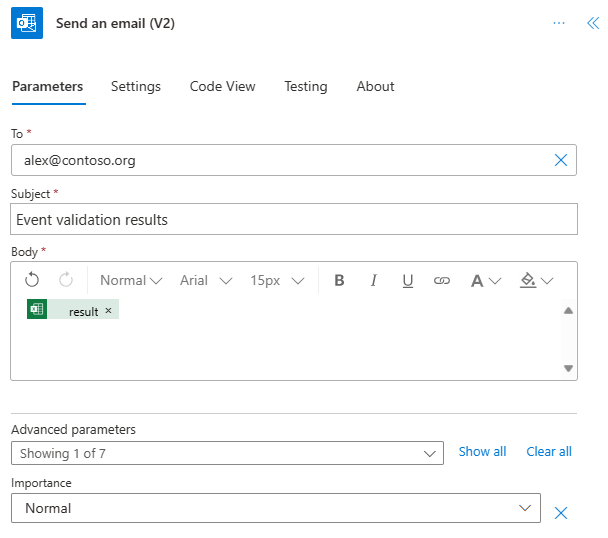 Send an email (V2)
Parameters Settings Code View Testing About
To *
alex@contoso.org
Subject *
Event validation results
Body *
Normal Arial 15px B I U A
result ×
Advanced parameters
Showing 1 of 7 Show all Clear all
Importance
Normal